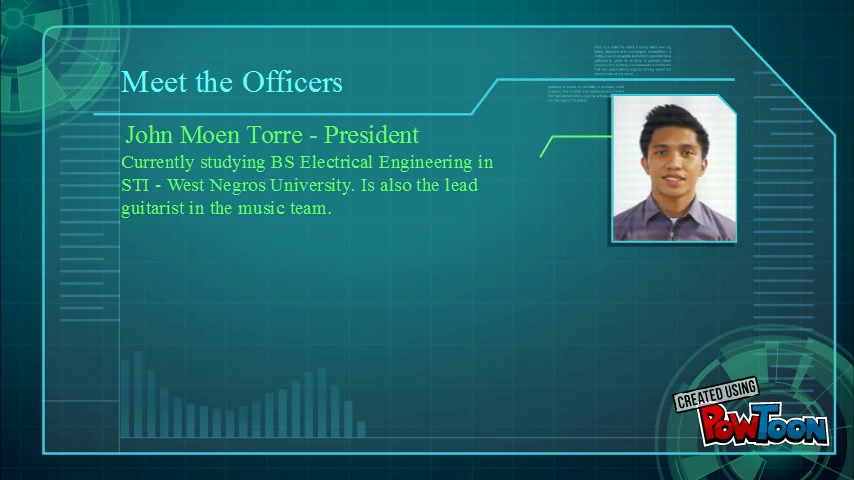 Meet the Officers
John Moen Torre - President
Currently studying BS Electrical Engineering in
STI - West Negros University. Is also the lead
guitarist in the music team.
CREATED USING
POWTOON